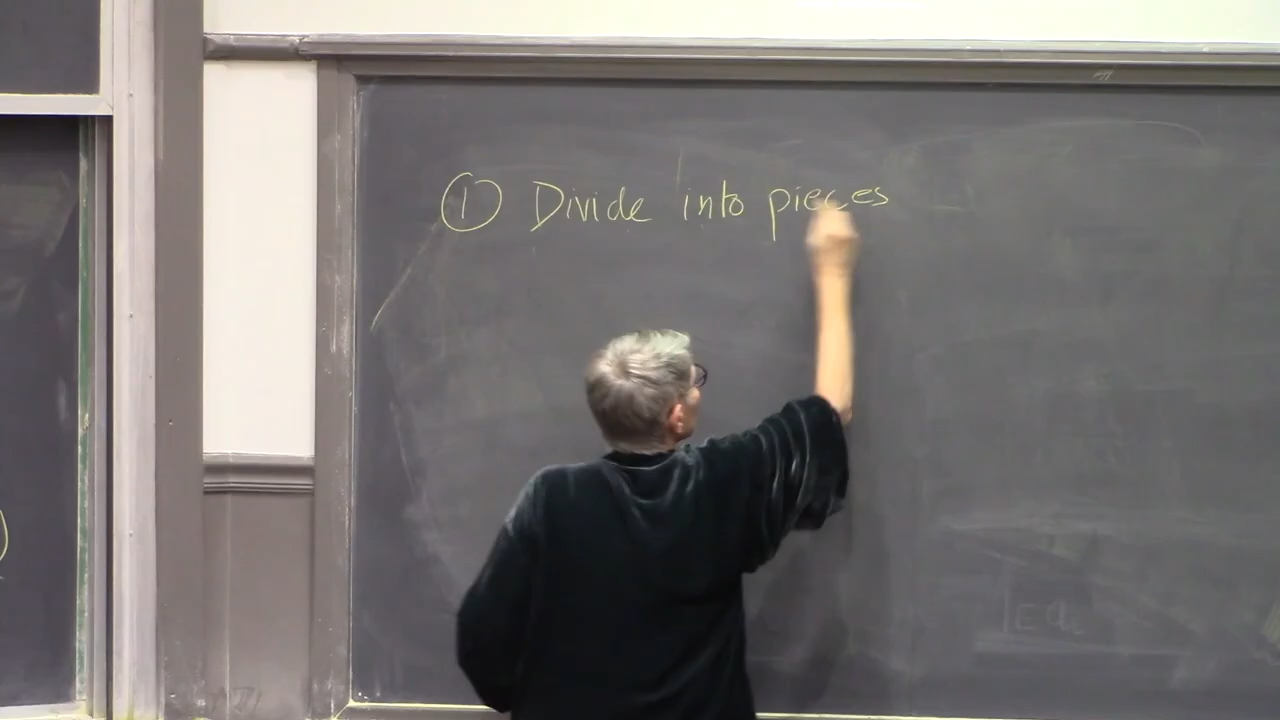 ① Divide into pieces